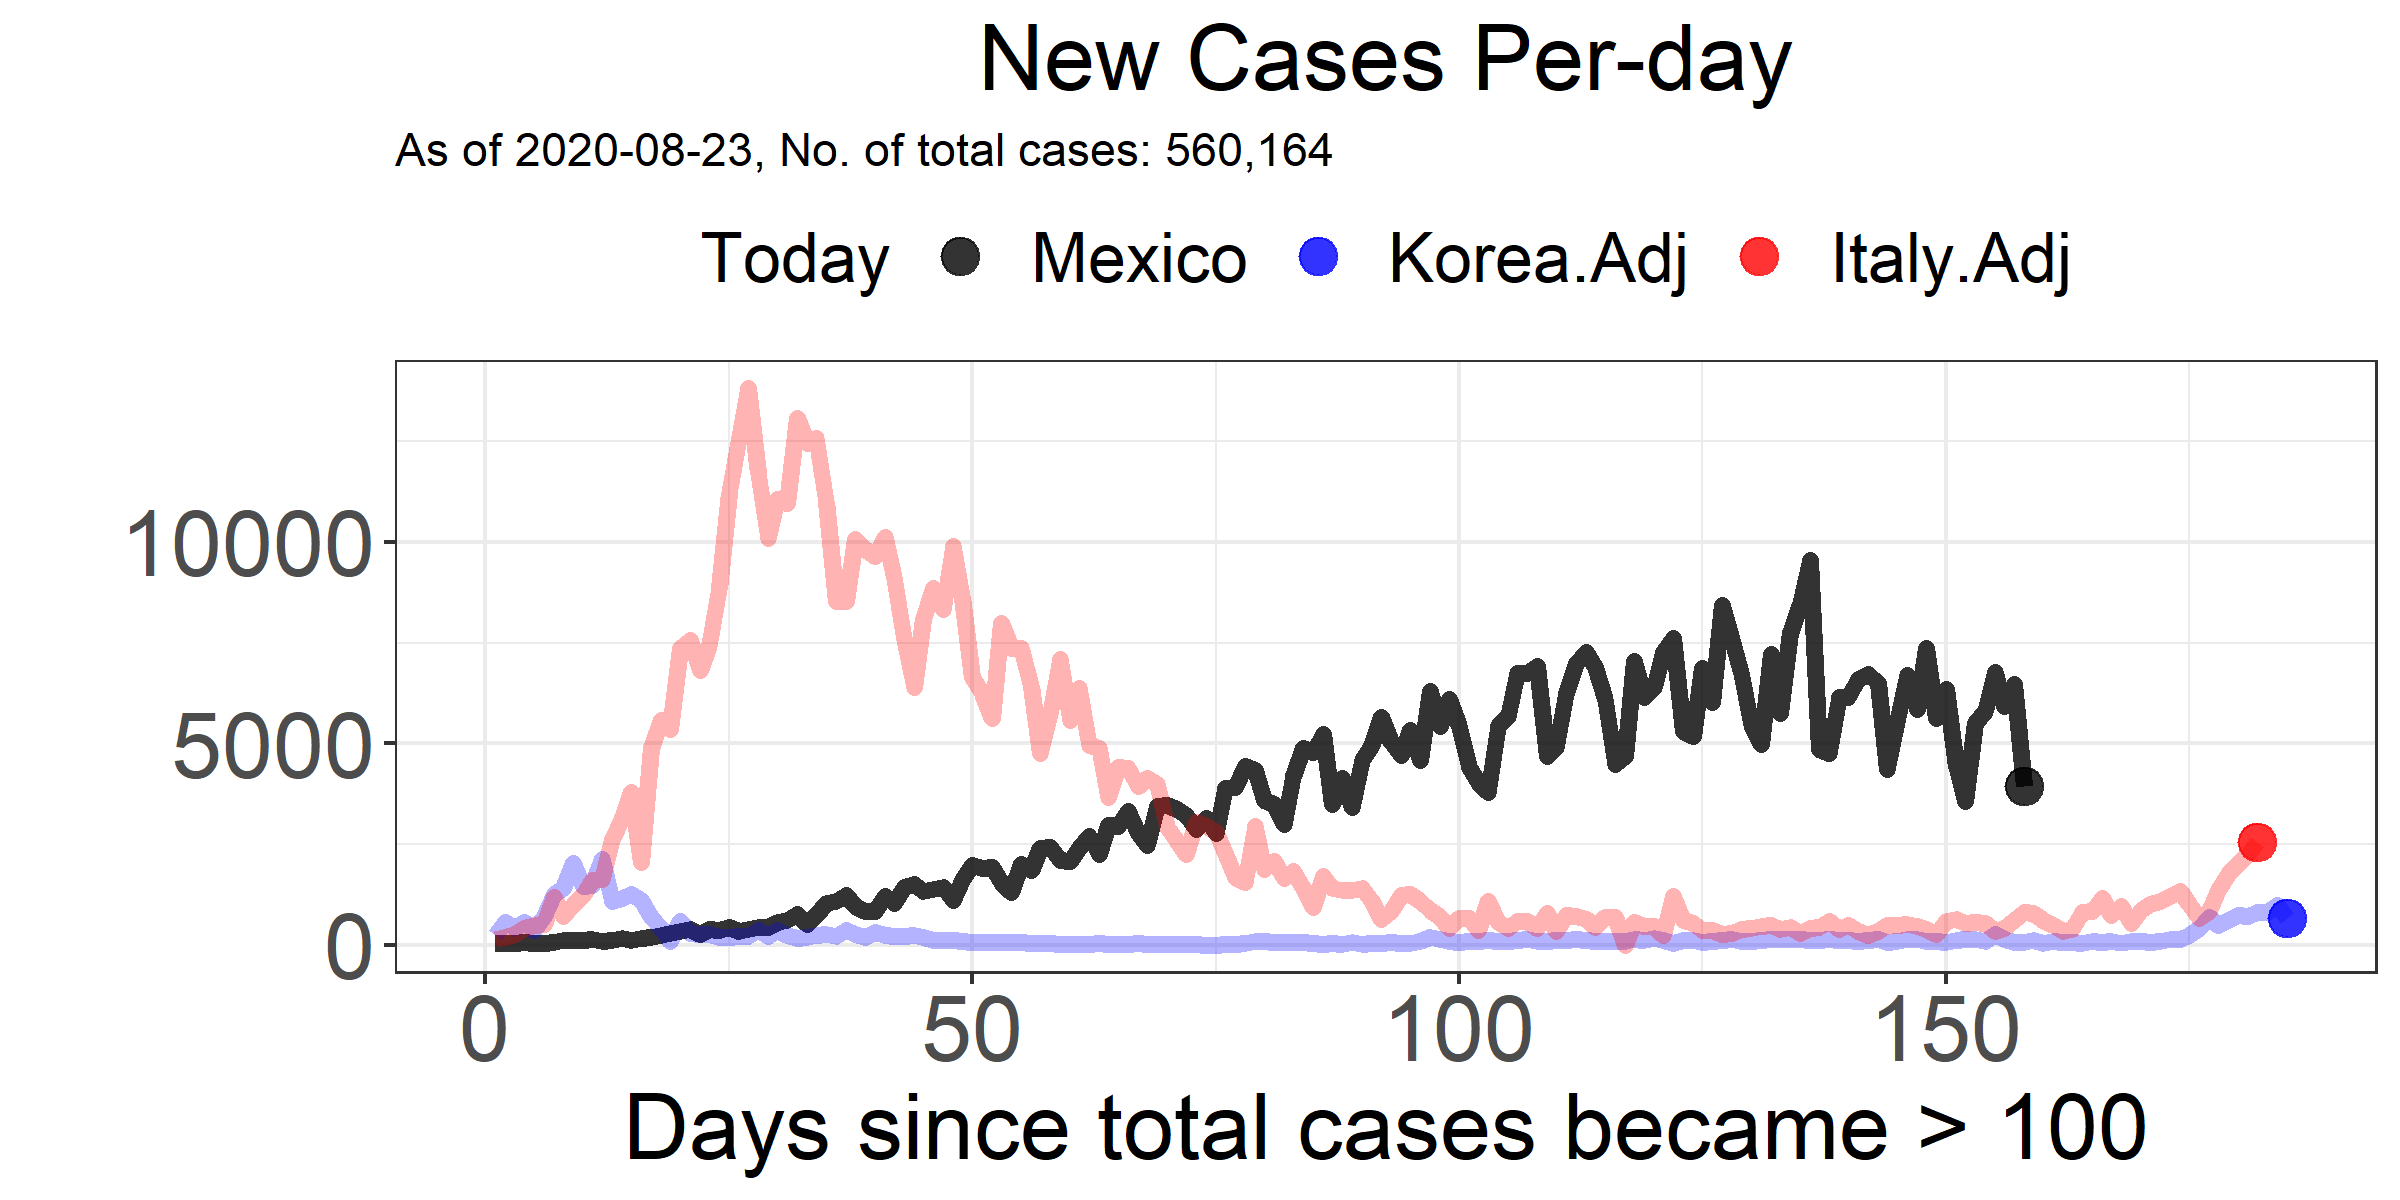 New Cases Per-day
As of 2020-08-23, No. of total cases: 560,164
Today Mexico Korea.Adj Italy.Adj
10000
5000
0
0 50 100 150
Days since total cases became > 100